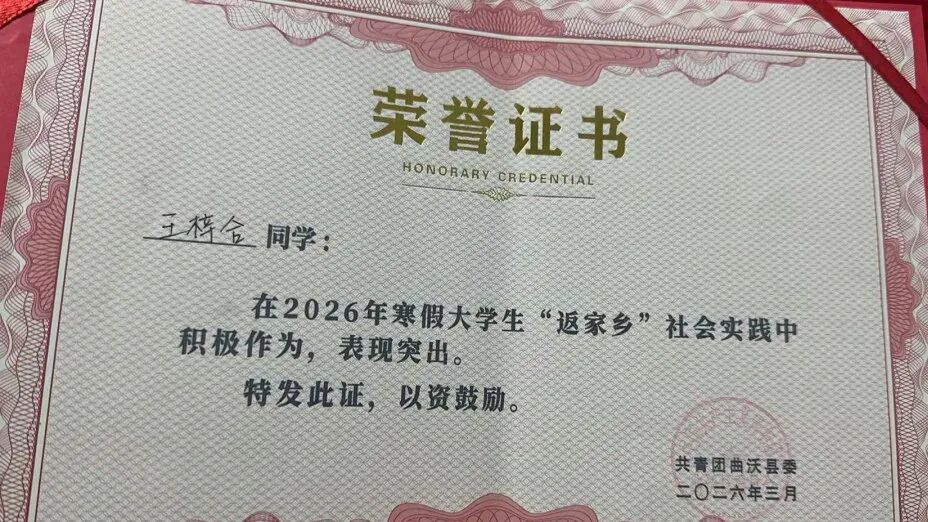 荣誉证书
HONORARY CREDENTIAL
王梓合 同学：
在2026年寒假大学生“返家乡”社会实践中
积极作为，表现突出。
特发此证，以资鼓励。
共青团曲沃县委
二〇二六年三月